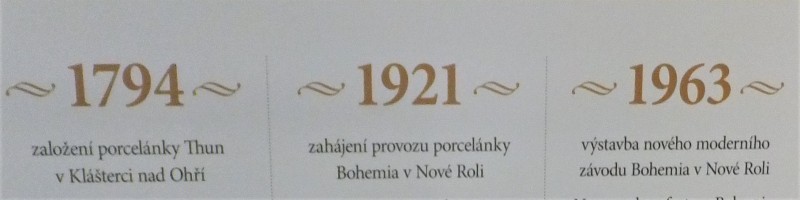 1794
založení porcelánky Thun
v Klášterci nad Ohří
1921
zahájení provozu porcelánky
Bohemia v Nové Roli
1963
výstavba nového moderního
závodu Bohemia v Nové Roli